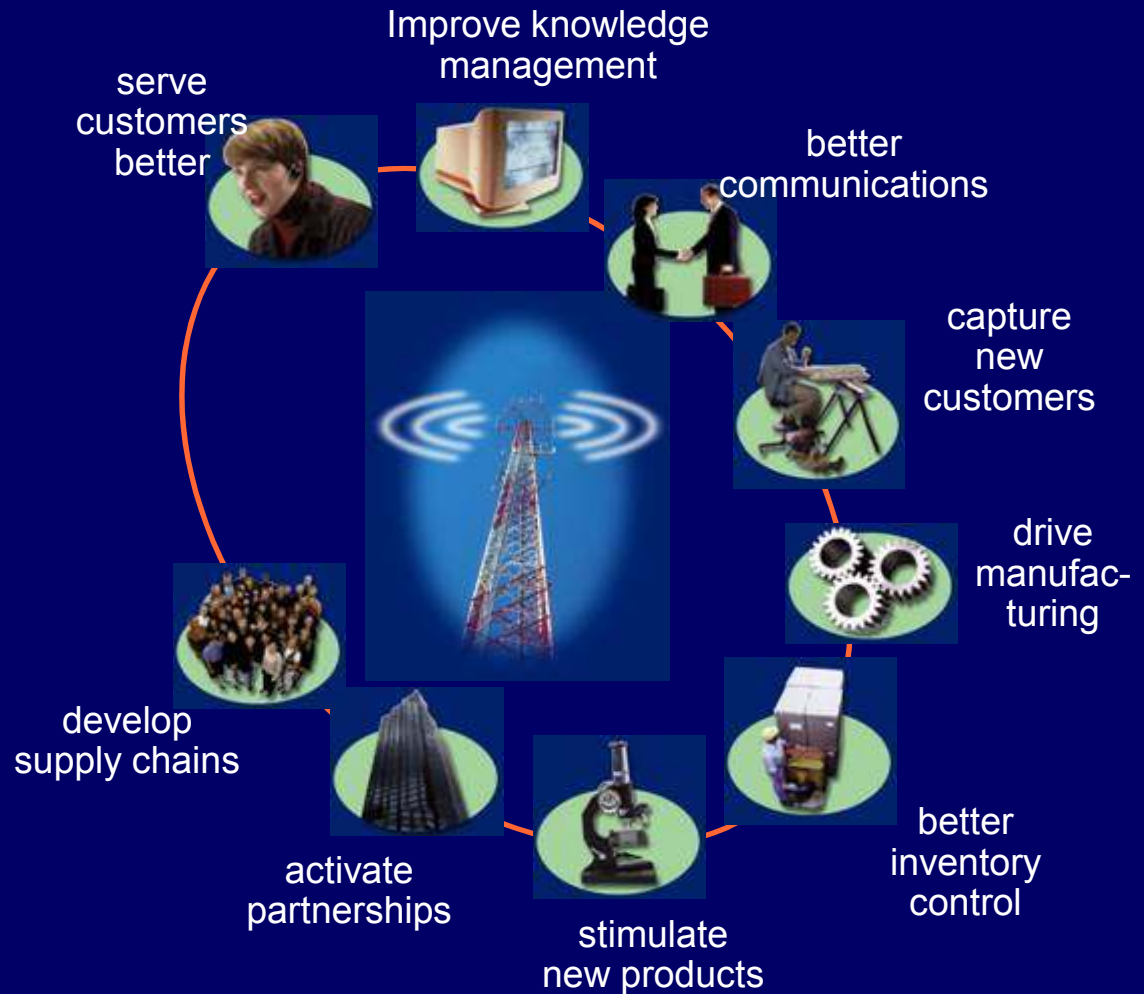 Improve knowledge
management
serve
customers
better
better
communications
capture
new
customers
drive
manufac-
turing
better
inventory
control
stimulate
new products
activate
partnerships
develop
supply chains